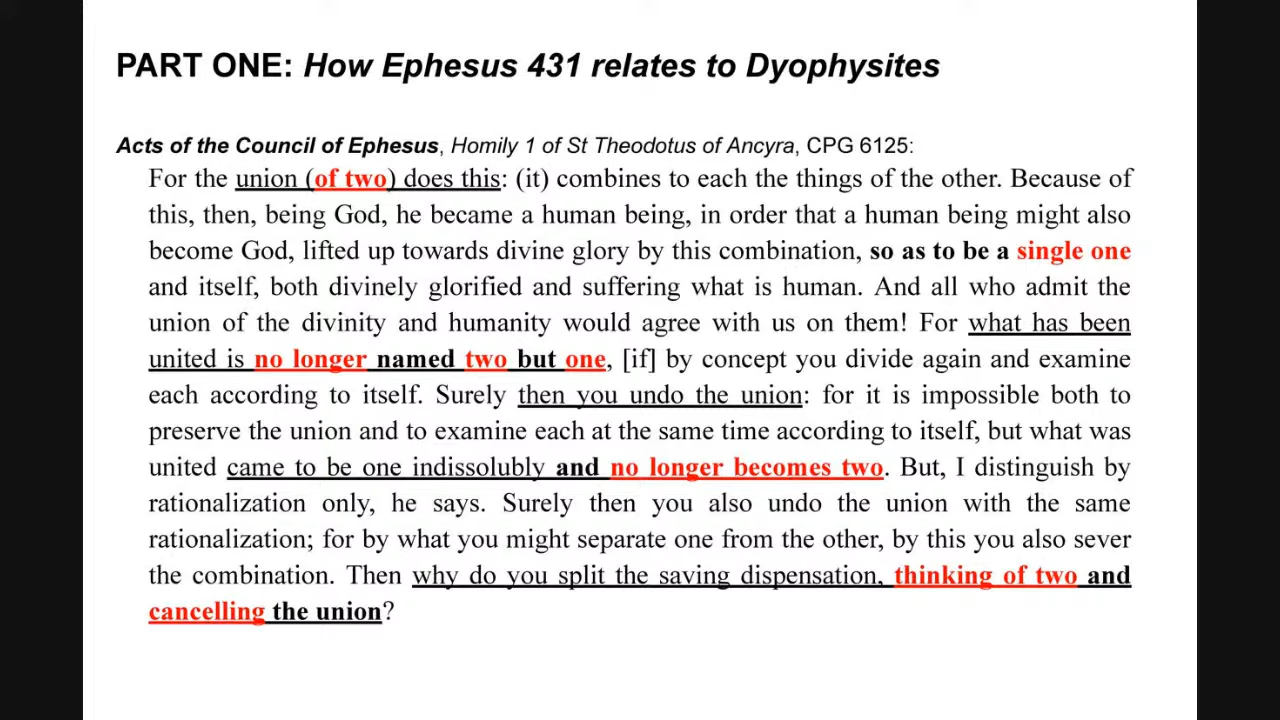 PART ONE: How Ephesus 431 relates to Dyophysites
Acts of the Council of Ephesus, Homily 1 of St Theodotus of Ancyra, CPG 6125:
For the union (of two) does this: (it) combines to each the things of the other. Because of
this, then, being God, he became a human being, in order that a human being might also
become God, lifted up towards divine glory by this combination, so as to be a single one
and itself, both divinely glorified and suffering what is human. And all who admit the
union of the divinity and humanity would agree with us on them! For what has been
united is no longer named two but one, [if] by concept you divide again and examine
each according to itself. Surely then you undo the union: for it is impossible both to
preserve the union and to examine each at the same time according to itself, but what was
united came to be one indissolubly and no longer becomes two. But, I distinguish by
rationalization only, he says. Surely then you also undo the union with the same
rationalization; for by what you might separate one from the other, by this you also sever
the combination. Then why do you split the saving dispensation, thinking of two and
cancelling the union?